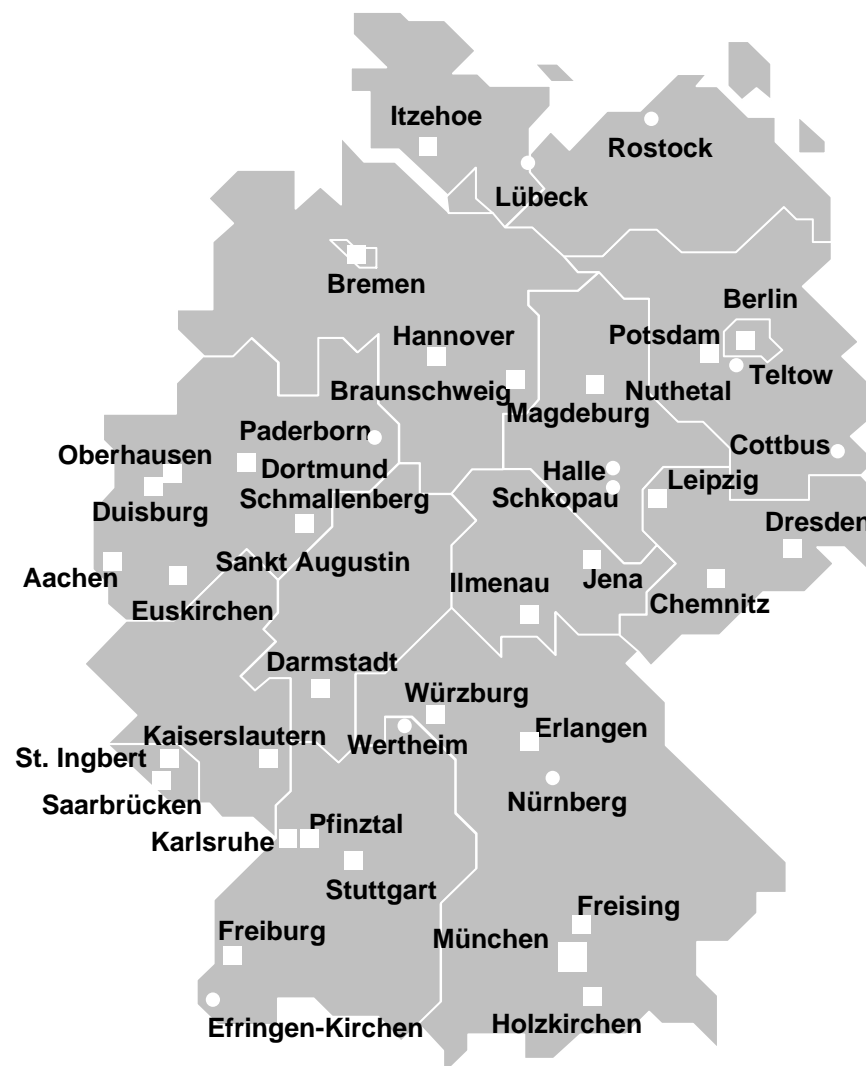 Itzehoe
Rostock
Lübeck
Bremen
Berlin
Hannover
Potsdam
Braunschweig
Magdeburg
Nuthetal
Teltow
Paderborn
Oberhausen
Dortmund
Halle
Cottbus
Duisburg
Schmallenberg
Schkopau
Leipzig
Dresden
Aachen
Sankt Augustin
Ilmenau
Jena
Euskirchen
Chemnitz
Darmstadt
Würzburg
St. Ingbert
Kaiserslautern
Wertheim
Erlangen
Saarbrücken
Nürnberg
Karlsruhe
Pfinztal
Stuttgart
Freising
Freiburg
München
Efringen-Kirchen
Holzkirchen